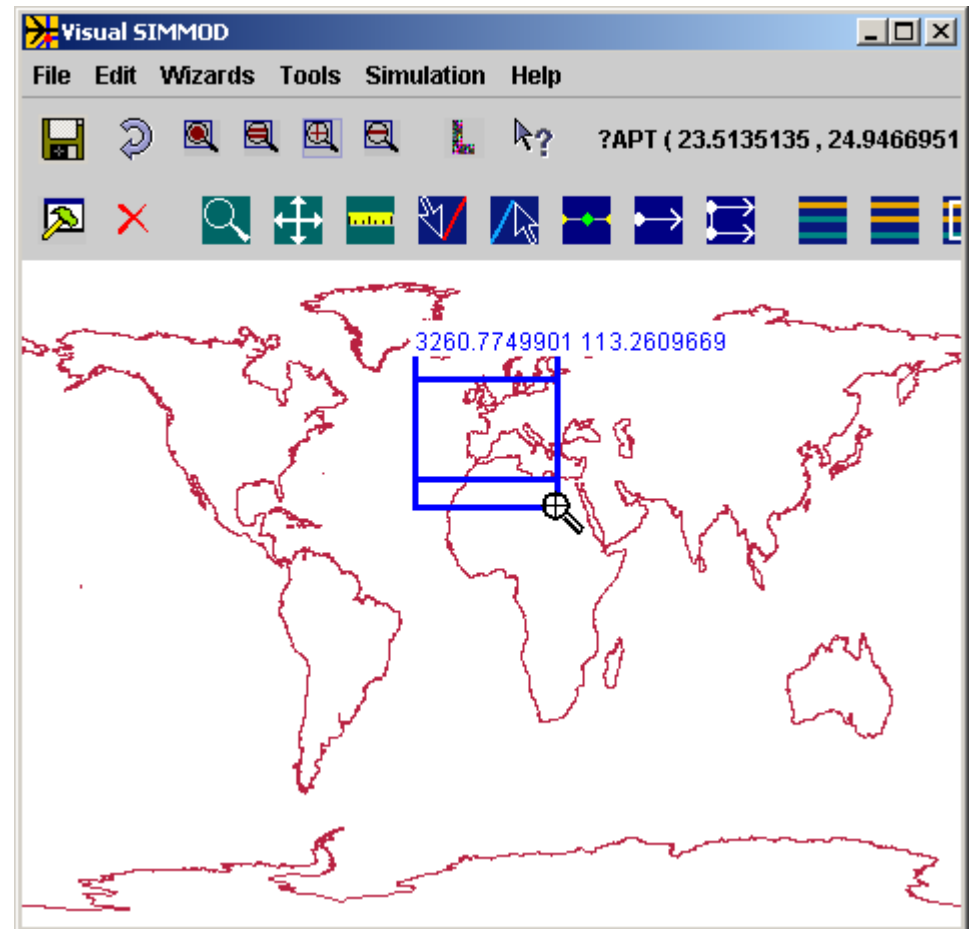 Visual SIMMOD
File Edit Wizards Tools Simulation Help
?APT ( 23.5135135 , 24.9466951
3260.7749901 113.2609669